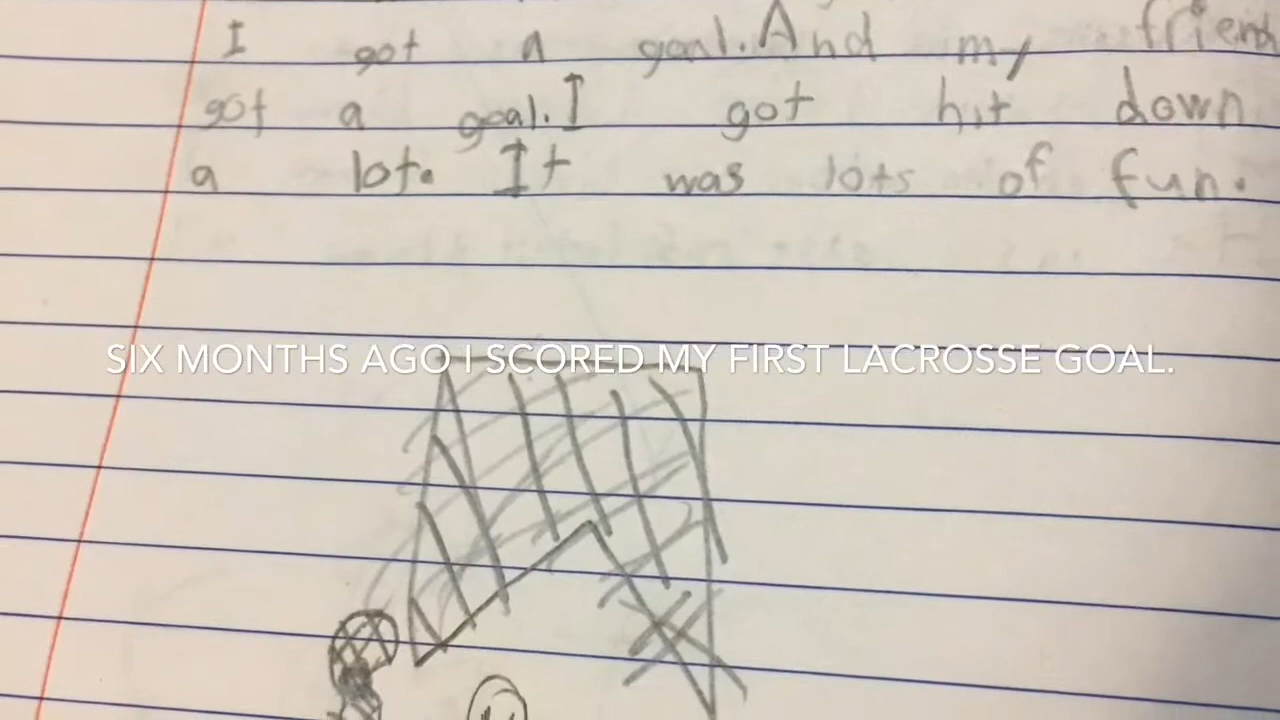 I got a goal. And my friend
got a goal. I got hit down
a lot. It was lots of fun.
SIX MONTHS AGO I SCORED MY FIRST LACROSSE GOAL.